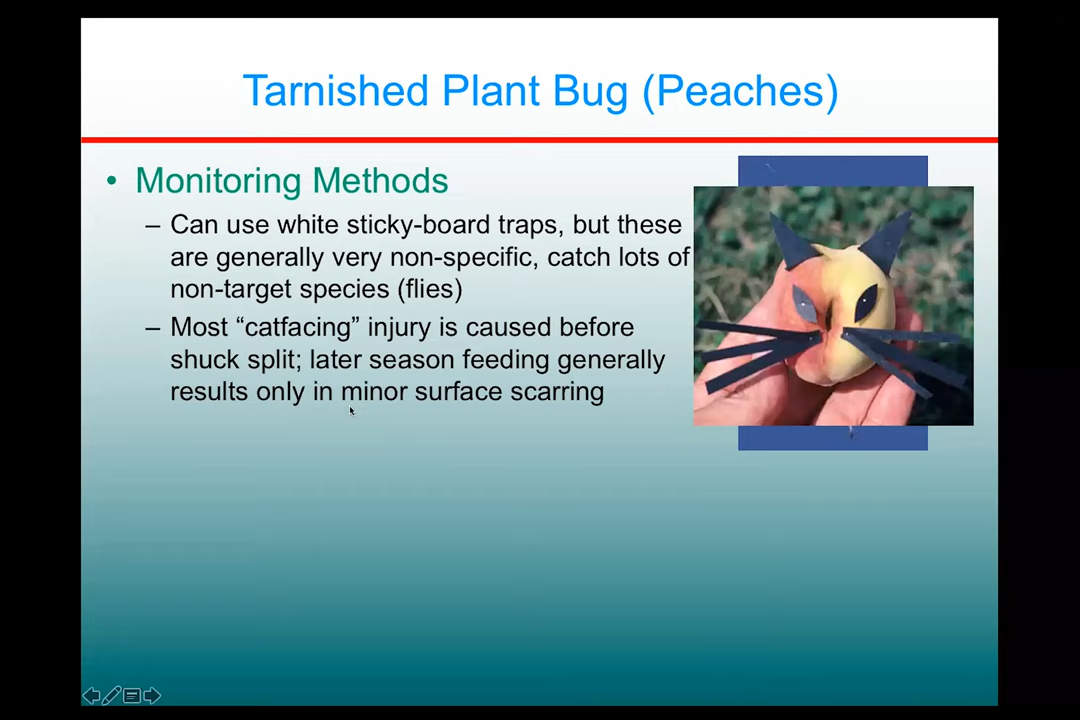 Tarnished Plant Bug (Peaches)
• Monitoring Methods
– Can use white sticky-board traps, but these
are generally very non-specific, catch lots of
non-target species (flies)
– Most “catfacing” injury is caused before
shuck split; later season feeding generally
results only in minor surface scarring